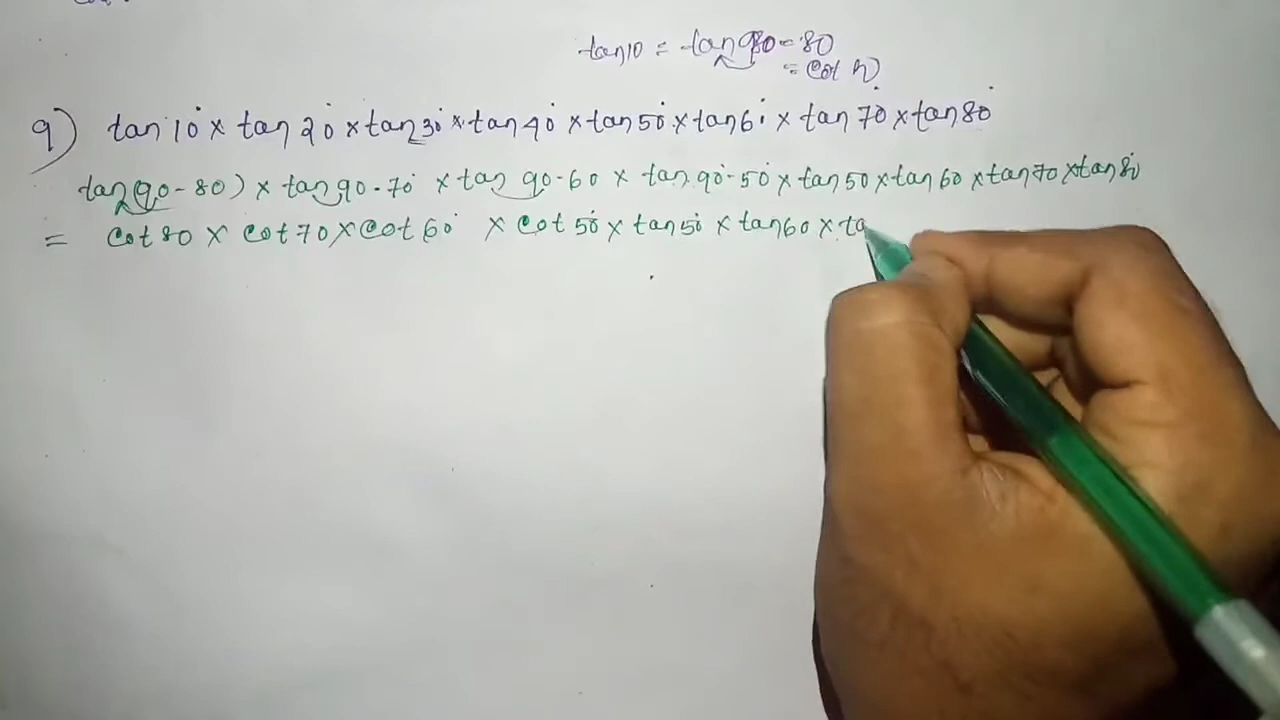 tan10 = tan 90-80
= cot
9) tan 10° × tan 20 × tan 30 × tan 40 × tan 50 × tan 60 × tan 70 × tan 80
tan(90-80) × tan 90-70 × tan 90-60 × tan 90-50 × tan 50 × tan 60 × tan 70 × tan 80
= cot 80 × cot 70 × cot 60° × cot 50 × tan 50 × tan 60 × ta